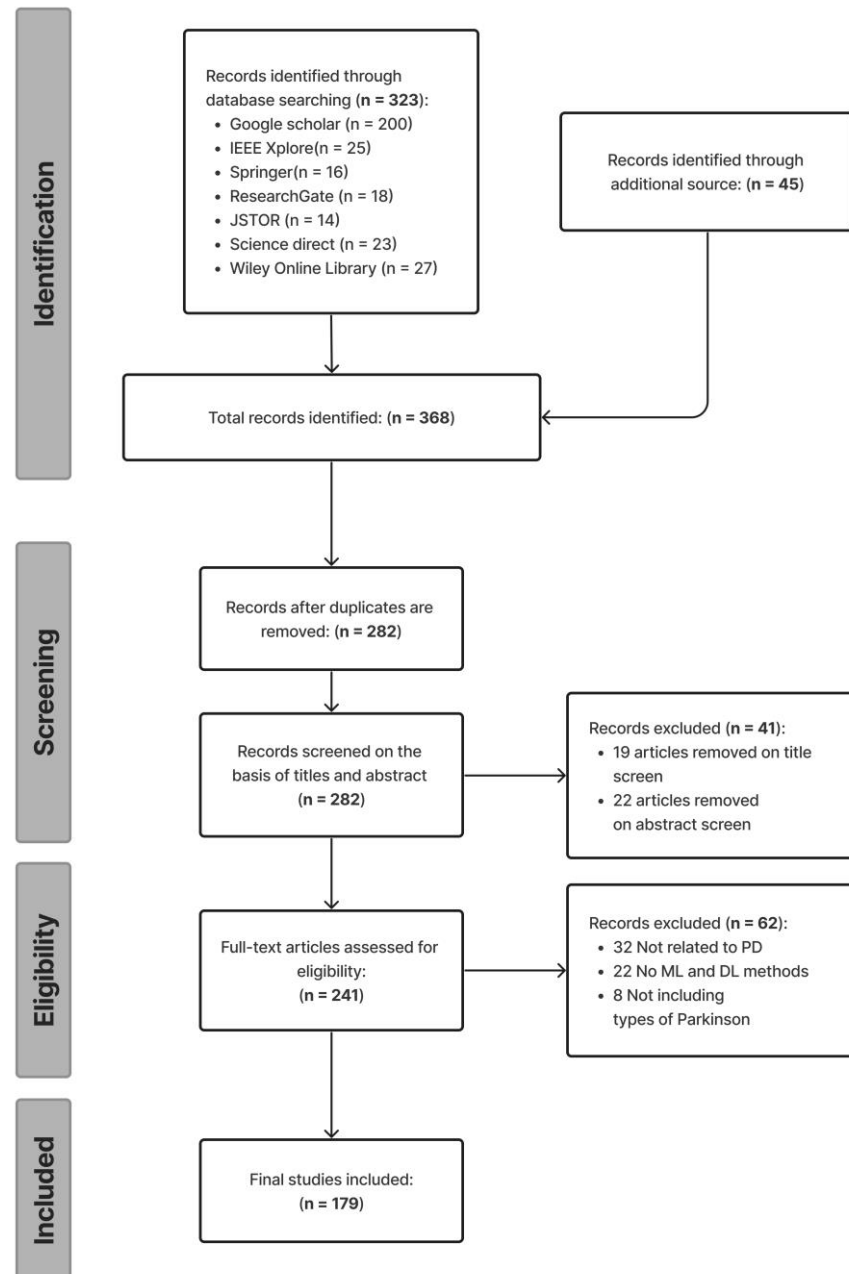 Identification
Records identified through
database searching (n = 323):
• Google scholar (n = 200)
• IEEE Xplore(n = 25)
• Springer(n = 16)
• ResearchGate (n = 18)
• JSTOR (n = 14)
• Science direct (n = 23)
• Wiley Online Library (n = 27)
Records identified through
additional source: (n = 45)
Total records identified: (n = 368)
Screening
Records after duplicates are
removed: (n = 282)
Records screened on the
basis of titles and abstract
(n = 282)
Records excluded (n = 41):
• 19 articles removed on title
screen
• 22 articles removed
on abstract screen
Eligibility
Full-text articles assessed for
eligibility:
(n = 241)
Records excluded (n = 62):
• 32 Not related to PD
• 22 No ML and DL methods
• 8 Not including
types of Parkinson
Included
Final studies included:
(n = 179)